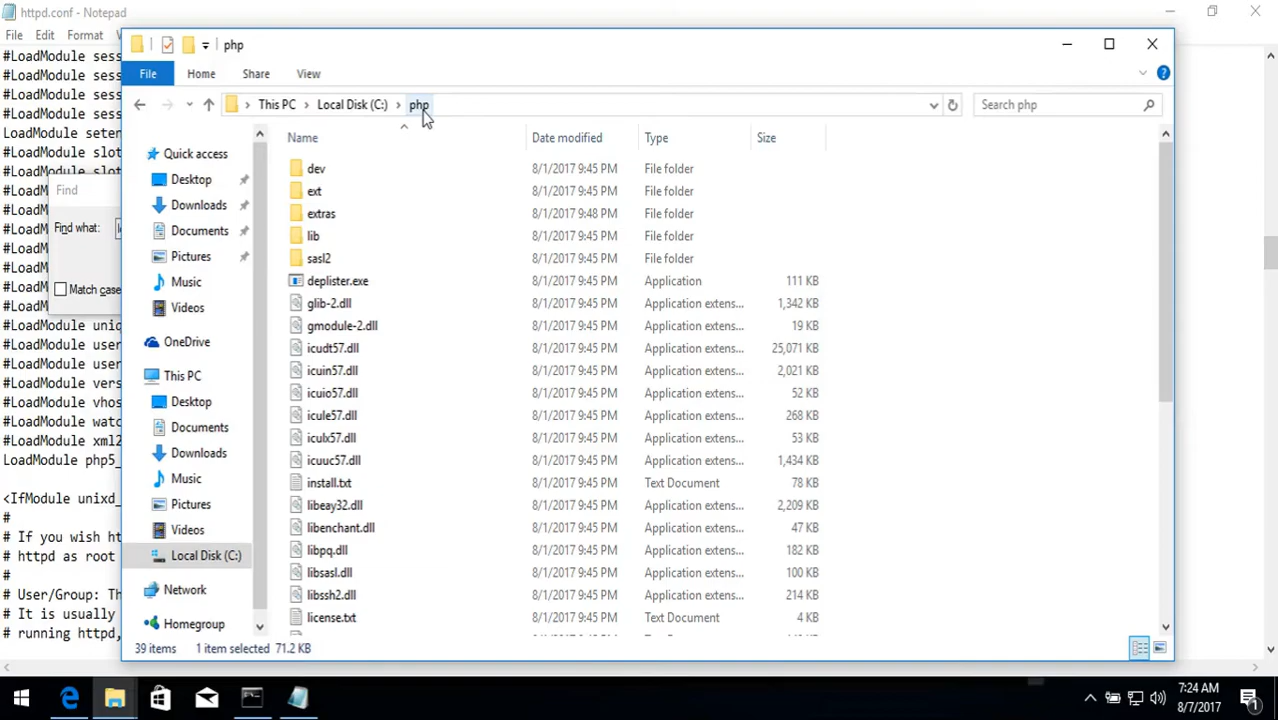 httpd.conf - Notepad
File Edit Format
#LoadModule sess
#LoadModule sess
#LoadModule sess
#LoadModule sess
LoadModule seten
#LoadModule slot
#LoadModule slot
#LoadM
#LoadM
#LoadM
#LoadM
#LoadM
#LoadM
#LoadModule uniq
#LoadModule user
#LoadModule user
#LoadModule vers
#LoadModule vhos
#LoadModule watc
#LoadModule xml2
LoadModule php5_
<IfModule unixd_
#
# If you wish ht
# httpd as root
#
# User/Group: Th
# It is usually
# running httpd,
Find
Find what:
Match case
php
File Home Share View
This PC Local Disk (C:) php
Search php
Quick access
Desktop
Downloads
Documents
Pictures
Music
Videos
OneDrive
This PC
Desktop
Documents
Downloads
Music
Pictures
Videos
Local Disk (C:)
Network
Homegroup
Name Date modified Type Size
dev 8/1/2017 9:45 PM File folder
ext 8/1/2017 9:45 PM File folder
extras 8/1/2017 9:48 PM File folder
lib 8/1/2017 9:45 PM File folder
sasl2 8/1/2017 9:45 PM File folder
deplister.exe 8/1/2017 9:45 PM Application 111 KB
glib-2.dll 8/1/2017 9:45 PM Application extens... 1,342 KB
gmodule-2.dll 8/1/2017 9:45 PM Application extens... 19 KB
icudt57.dll 8/1/2017 9:45 PM Application extens... 25,071 KB
icuin57.dll 8/1/2017 9:45 PM Application extens... 2,021 KB
icuio57.dll 8/1/2017 9:45 PM Application extens... 52 KB
icule57.dll 8/1/2017 9:45 PM Application extens... 268 KB
iculx57.dll 8/1/2017 9:45 PM Application extens... 53 KB
icuuc57.dll 8/1/2017 9:45 PM Application extens... 1,434 KB
install.txt 8/1/2017 9:45 PM Text Document 78 KB
libeay32.dll 8/1/2017 9:45 PM Application extens... 2,209 KB
libenchant.dll 8/1/2017 9:45 PM Application extens... 47 KB
libpq.dll 8/1/2017 9:45 PM Application extens... 182 KB
libsasl.dll 8/1/2017 9:45 PM Application extens... 100 KB
libssh2.dll 8/1/2017 9:45 PM Application extens... 214 KB
license.txt 8/1/2017 9:45 PM Text Document 4 KB
39 items 1 item selected 71.2 KB
7:24 AM
8/7/2017
1